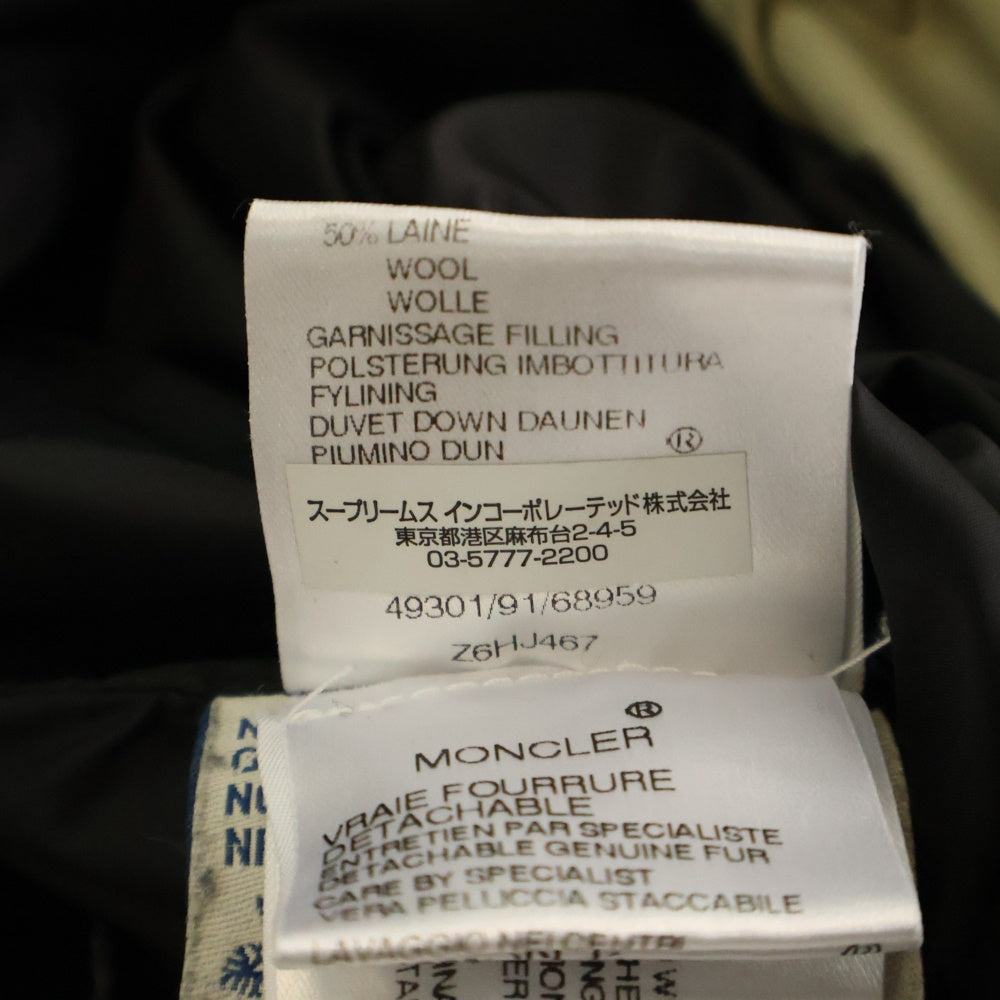 50% LAINE
WOOL
WOLLE
GARNISSAGE FILLING
POLSTERUNG IMBOTTITURA
FYLINING
DUVET DOWN DAUNEN
PIUMINO DUN
®
スープリームス インコーポレーテッド株式会社
東京都港区麻布台2-4-5
03-5777-2200
49301/91/68959
Z6HJ467
MONCLER®
VRAIE FOURRURE
DETACHABLE
ENTRETIEN PAR SPECIALISTE
DETACHABLE GENUINE FUR
CARE BY SPECIALIST
VERA PELLICCIA STACCABILE
LAVAGGIO NEI CENTRI